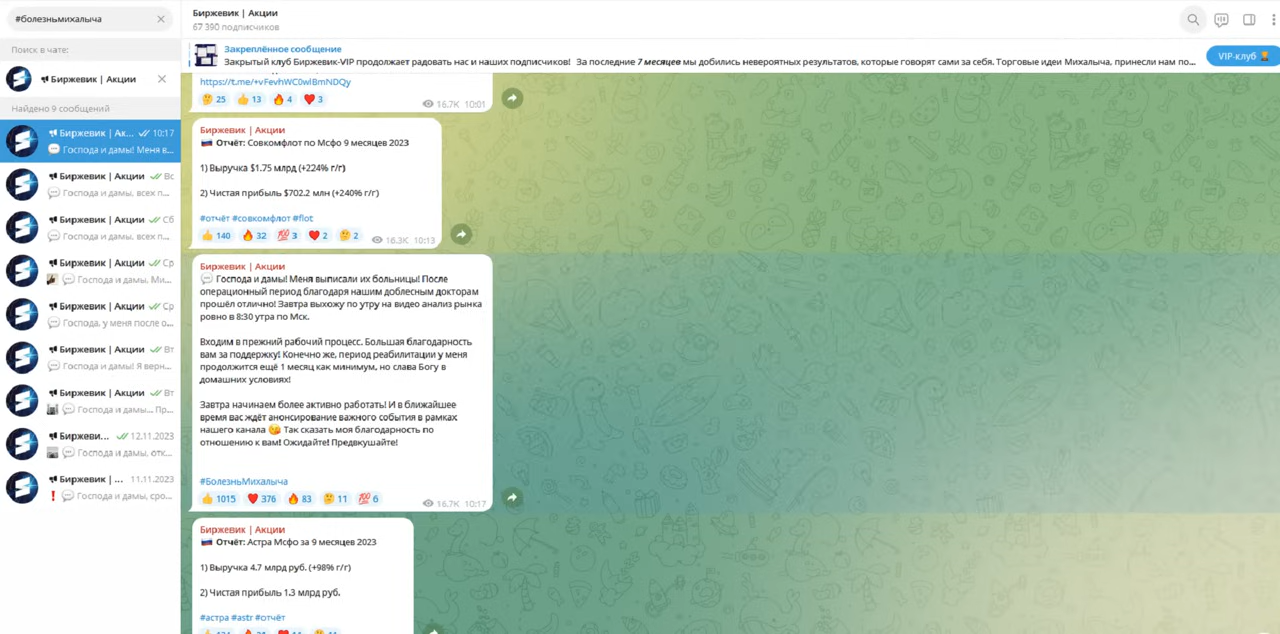 #болезньмихалыча
Поиск в чате:
Биржевик | Акции
Найдено 9 сообщений
Биржевик | Ак... 10:17
Господа и дамы! Меня в...
Биржевик | Акции Вс
Господа и дамы, всех п...
Биржевик | Акции Сб
Господа и дамы, всех п...
Биржевик | Акции Ср
Господа и дамы, Ми...
Биржевик | Акции Ср
Господа, у меня после о...
Биржевик | Акции Вт
Господа и дамы! Я верн...
Биржевик | Акции Вт
Господа и дамы... Пр...
Биржеви... 12.11.2023
Господа и дамы, отк...
Биржевик | ... 11.11.2023
Господа и дамы, сро...
Биржевик | Акции
67 390 подписчиков
Закреплённое сообщение
Закрытый клуб Биржевик-VIP продолжает радовать нас и наших подписчиков! За последние 7 месяцев мы добились невероятных результатов, которые говорят сами за себя. Торговые идеи Михалыча, принесли нам по...
VIP-клуб
https://t.me/+vFevhWC0wlBmNDQy
25 13 4 3
16.7K 10:01
Биржевик | Акции
Отчёт: Совкомфлот по Мсфо 9 месяцев 2023
1) Выручка $1.75 млрд (+224% г/г)
2) Чистая прибыль $702.2 млн (+240% г/г)
#отчёт #совкомфлот #flot
140 32 3 2 2
16.3K 10:13
Биржевик | Акции
Господа и дамы! Меня выписали их больницы! После
операционный период благодаря нашим доблесным докторам
прошёл отлично! Завтра выхожу по утру на видео анализ рынка
ровно в 8:30 утра по Мск.
Входим в прежний рабочий процесс. Большая благодарность
вам за поддержку! Конечно же, период реабилитации у меня
продолжится ещё 1 месяц как минимум, но слава Богу в
домашних условиях!
Завтра начинаем более активно работать! И в ближайшее
время вас ждёт анонсирование важного события в рамках
нашего канала Так сказать моя благодарность по
отношению к вам! Ожидайте! Предвкушайте!
#БолезньМихалыча
1015 376 83 11 6
16.7K 10:17
Биржевик | Акции
Отчёт: Астра Мсфо за 9 месяцев 2023
1) Выручка 4.7 млрд руб. (+98% г/г)
2) Чистая прибыль 1.3 млрд руб.
#астра #astr #отчёт